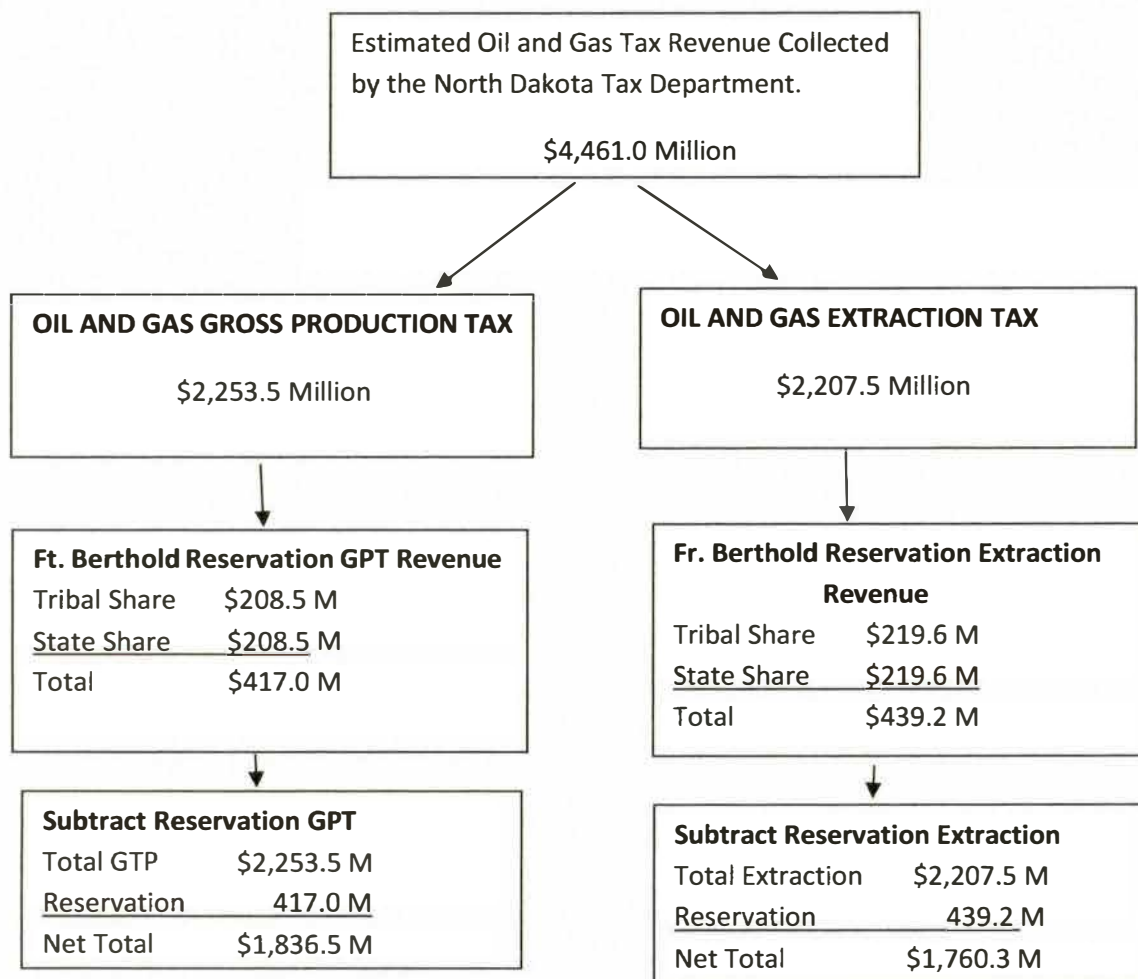 Estimated Oil and Gas Tax Revenue Collected
by the North Dakota Tax Department.
$4,461.0 Million
OIL AND GAS GROSS PRODUCTION TAX
$2,253.5 Million
OIL AND GAS EXTRACTION TAX
$2,207.5 Million
Ft. Berthold Reservation GPT Revenue
Tribal Share $208.5 M
State Share $208.5 M
Total $417.0 M
Fr. Berthold Reservation Extraction
Revenue
Tribal Share $219.6 M
State Share $219.6 M
Total $439.2 M
Subtract Reservation GPT
Total GTP $2,253.5 M
Reservation 417.0 M
Net Total $1,836.5 M
Subtract Reservation Extraction
Total Extraction $2,207.5 M
Reservation 439.2 M
Net Total $1,760.3 M